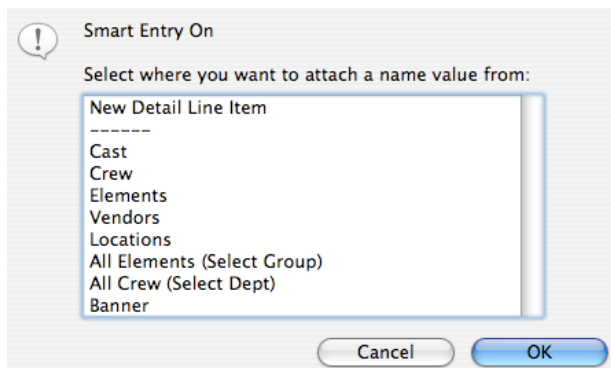 Smart Entry On
Select where you want to attach a name value from:
New Detail Line Item
------
Cast
Crew
Elements
Vendors
Locations
All Elements (Select Group)
All Crew (Select Dept)
Banner
Cancel
OK